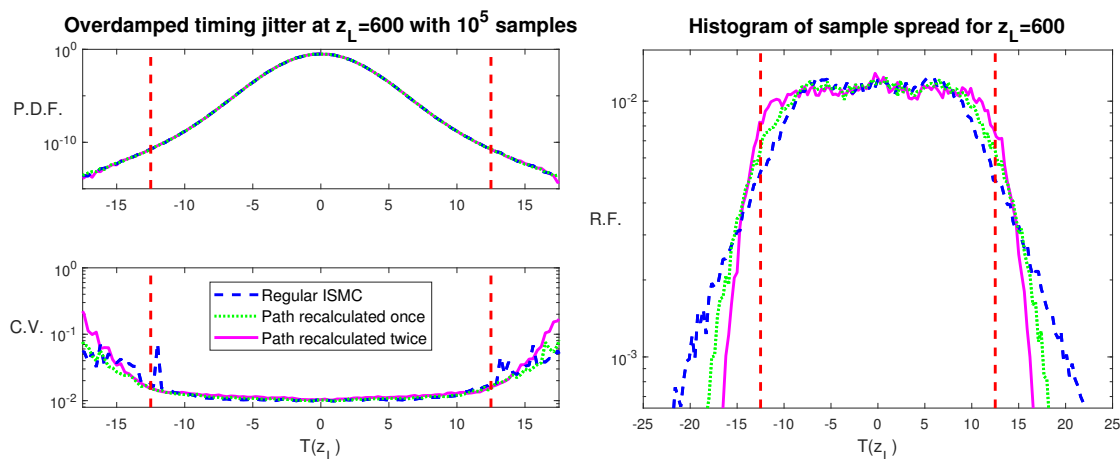 Overdamped timing jitter at z_L=600 with 10^5 samples
P.D.F.
10^0
10^-10
-15 -10 -5 0 5 10 15
C.V.
10^0
10^-1
10^-2
Regular ISMC
Path recalculated once
Path recalculated twice
-15 -10 -5 0 5 10 15
T(z_L)
Histogram of sample spread for z_L=600
R.F.
10^-2
10^-3
-25 -20 -15 -10 -5 0 5 10 15 20 25
T(z_L)